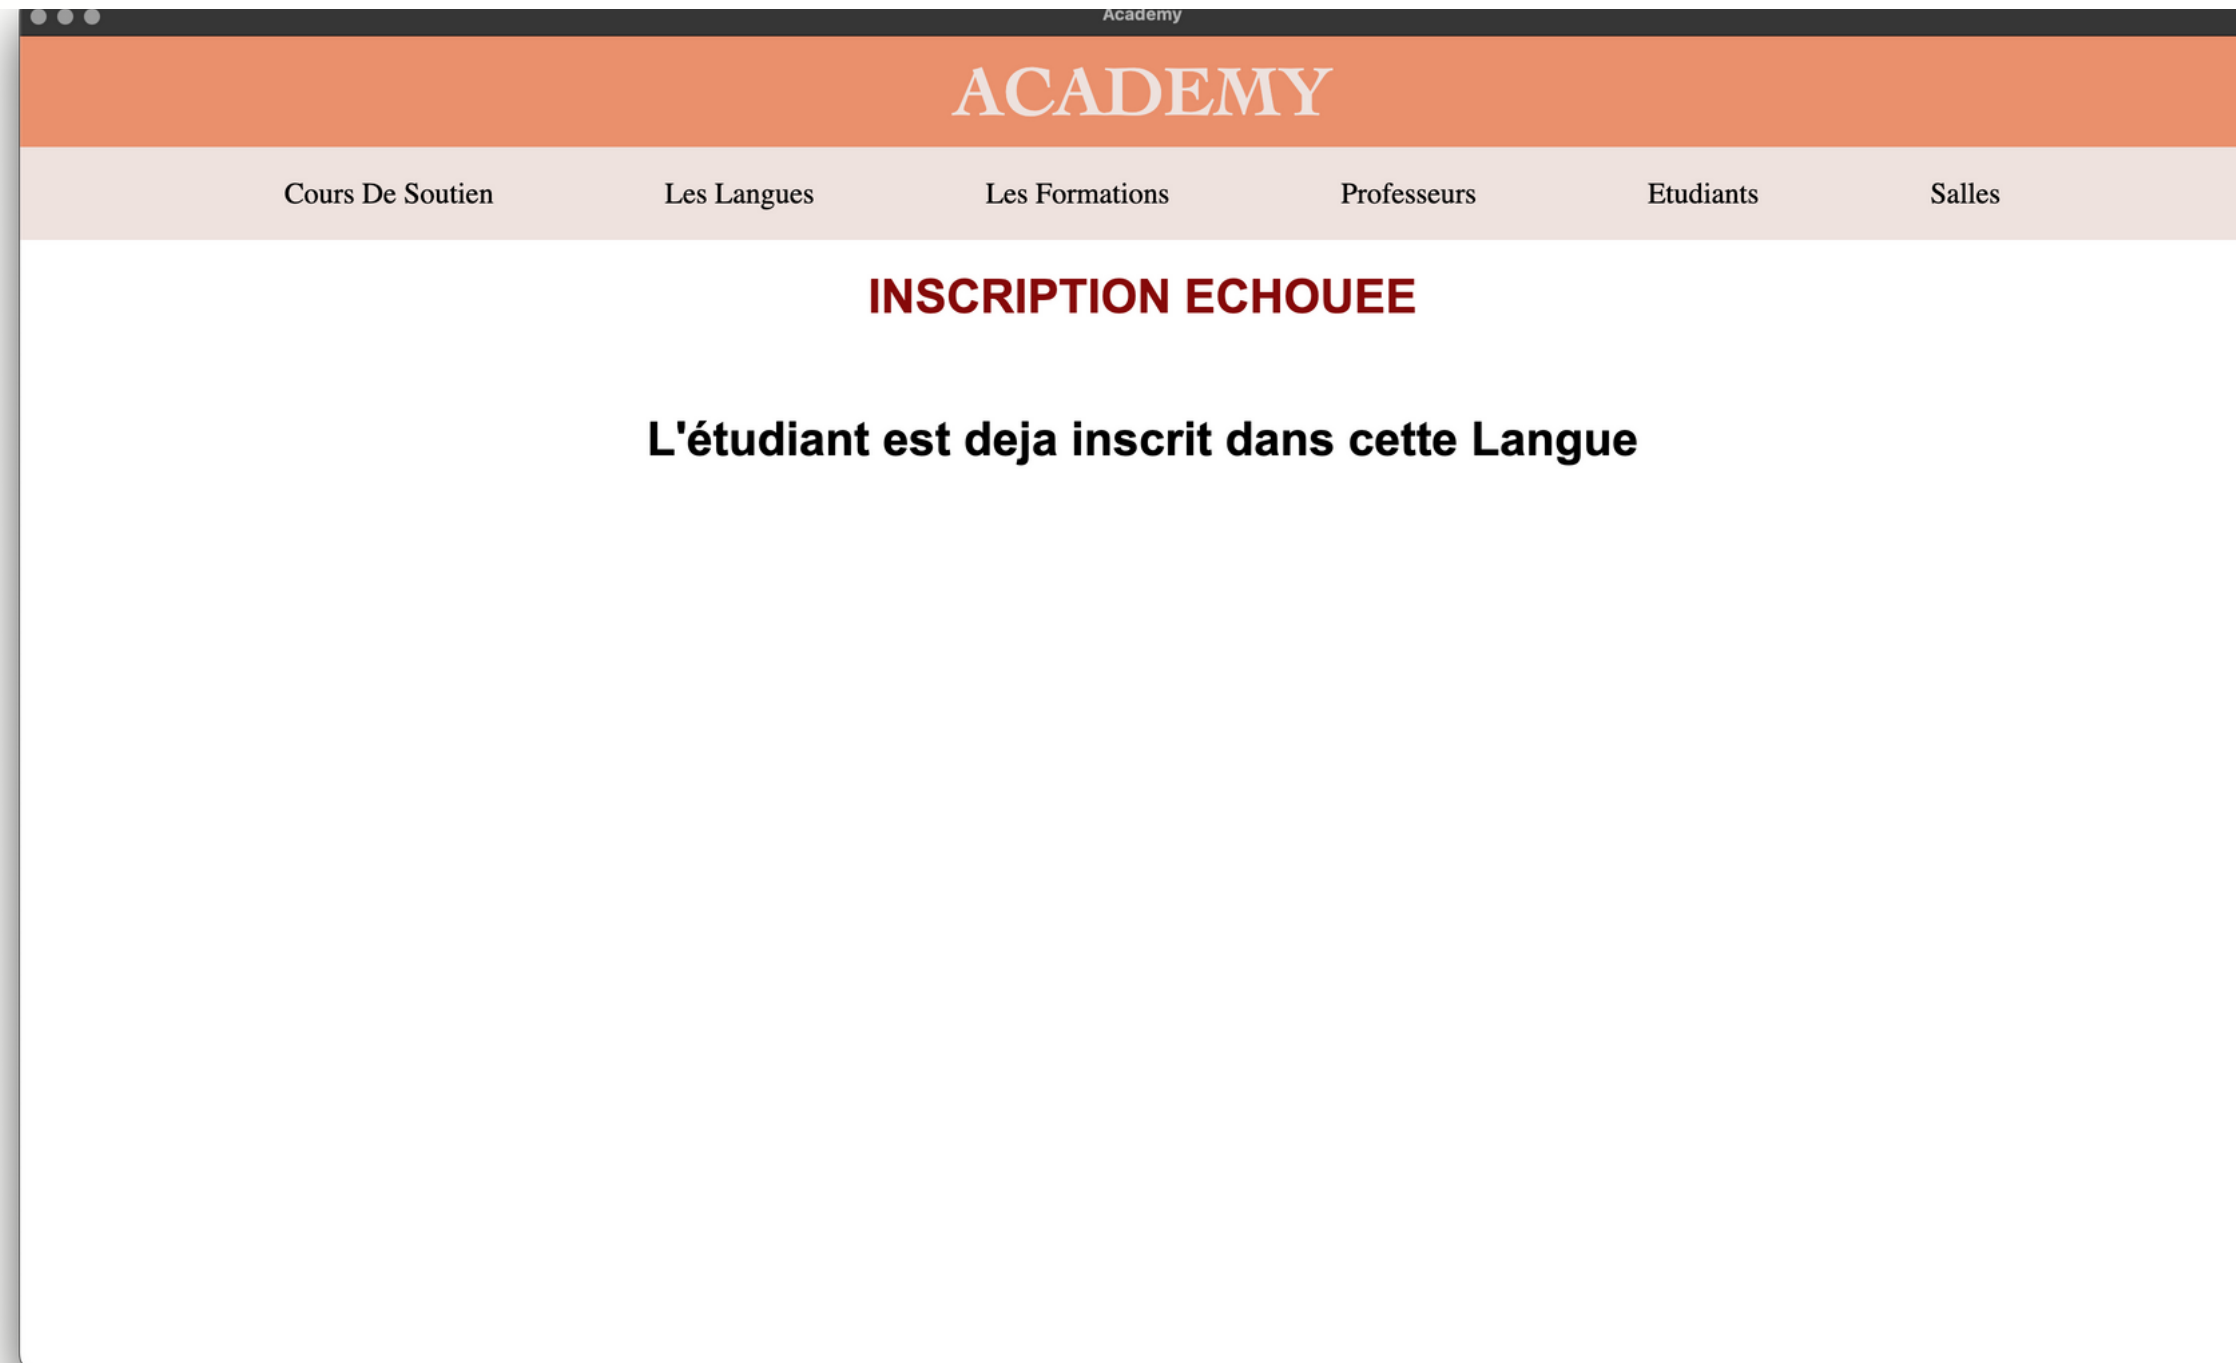 Academy
ACADEMY
Cours De Soutien Les Langues Les Formations Professeurs Etudiants Salles
INSCRIPTION ECHOUEE
L'étudiant est deja inscrit dans cette Langue